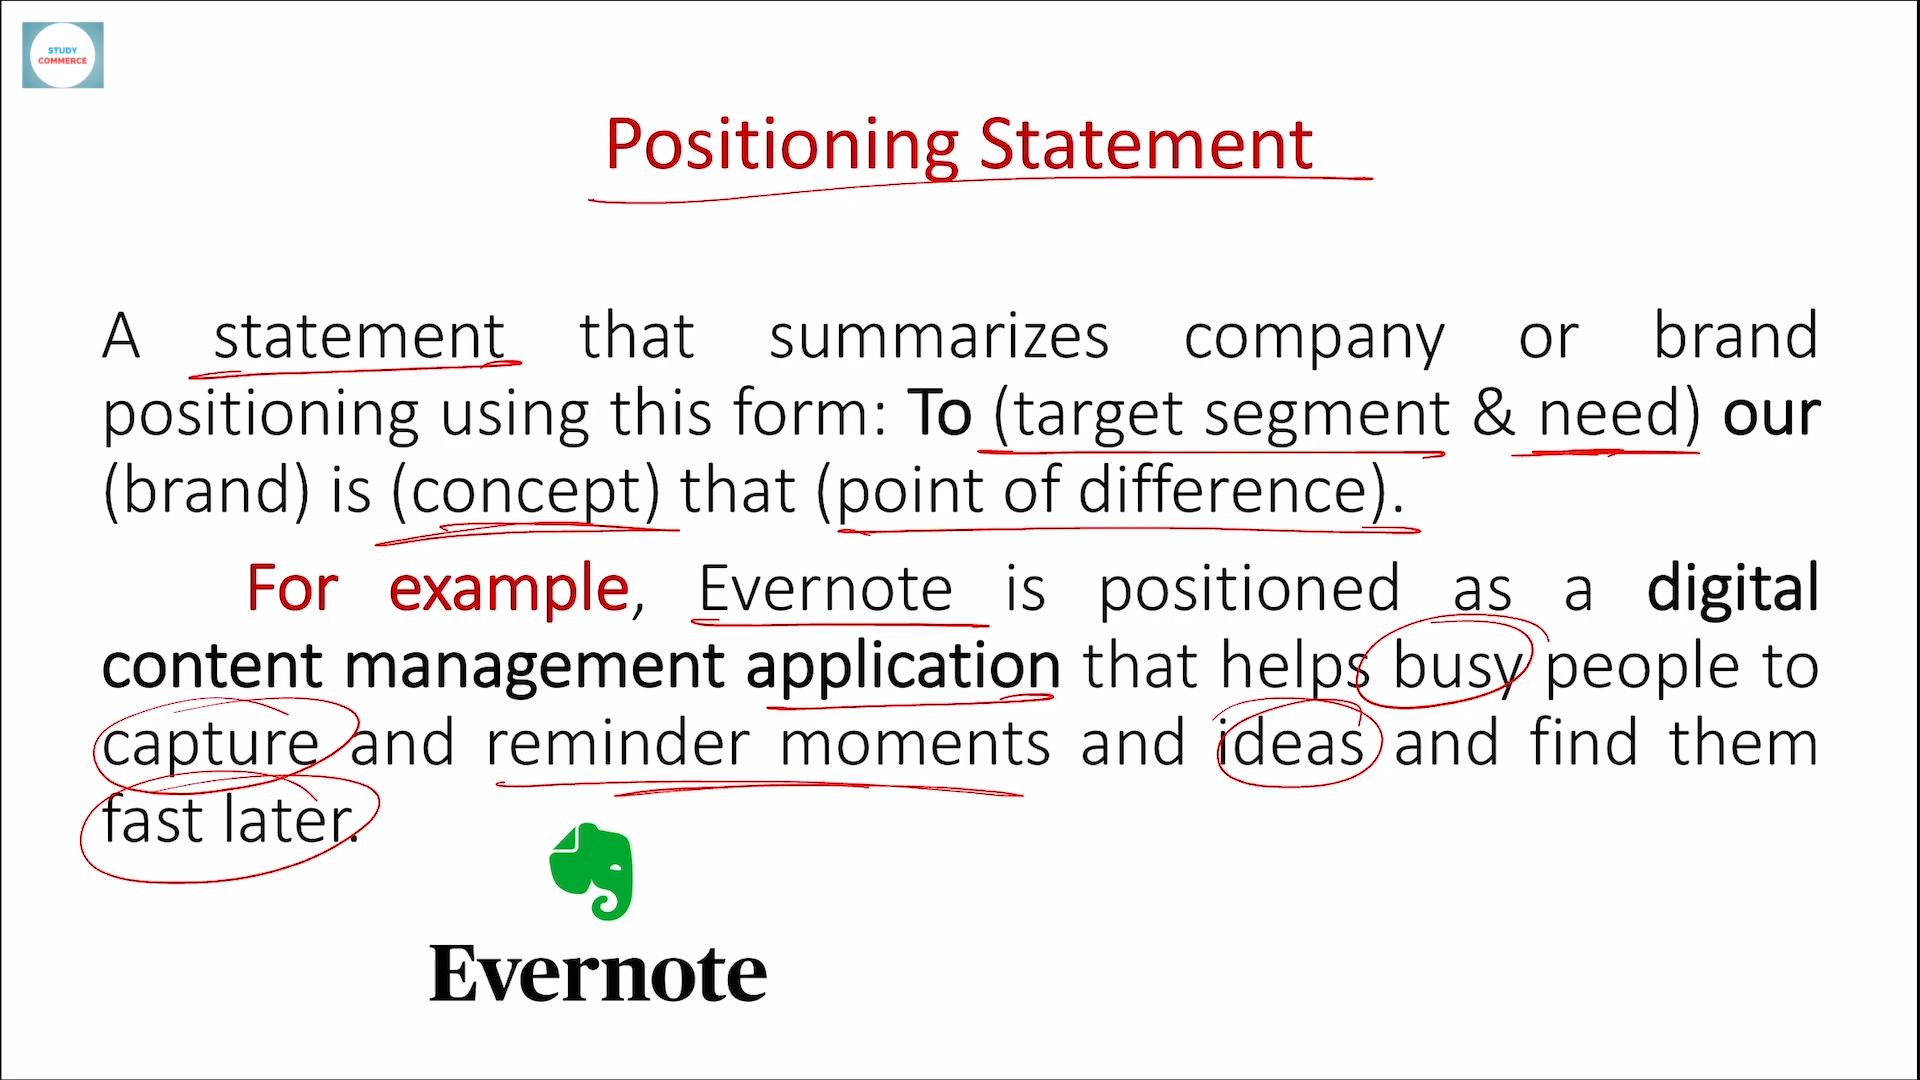 STUDY
COMMERCE
Positioning Statement
A statement that summarizes company or brand
positioning using this form: To (target segment & need) our
(brand) is (concept) that (point of difference).
For example, Evernote is positioned as a digital
content management application that helps busy people to
capture and reminder moments and ideas and find them
fast later.
Evernote